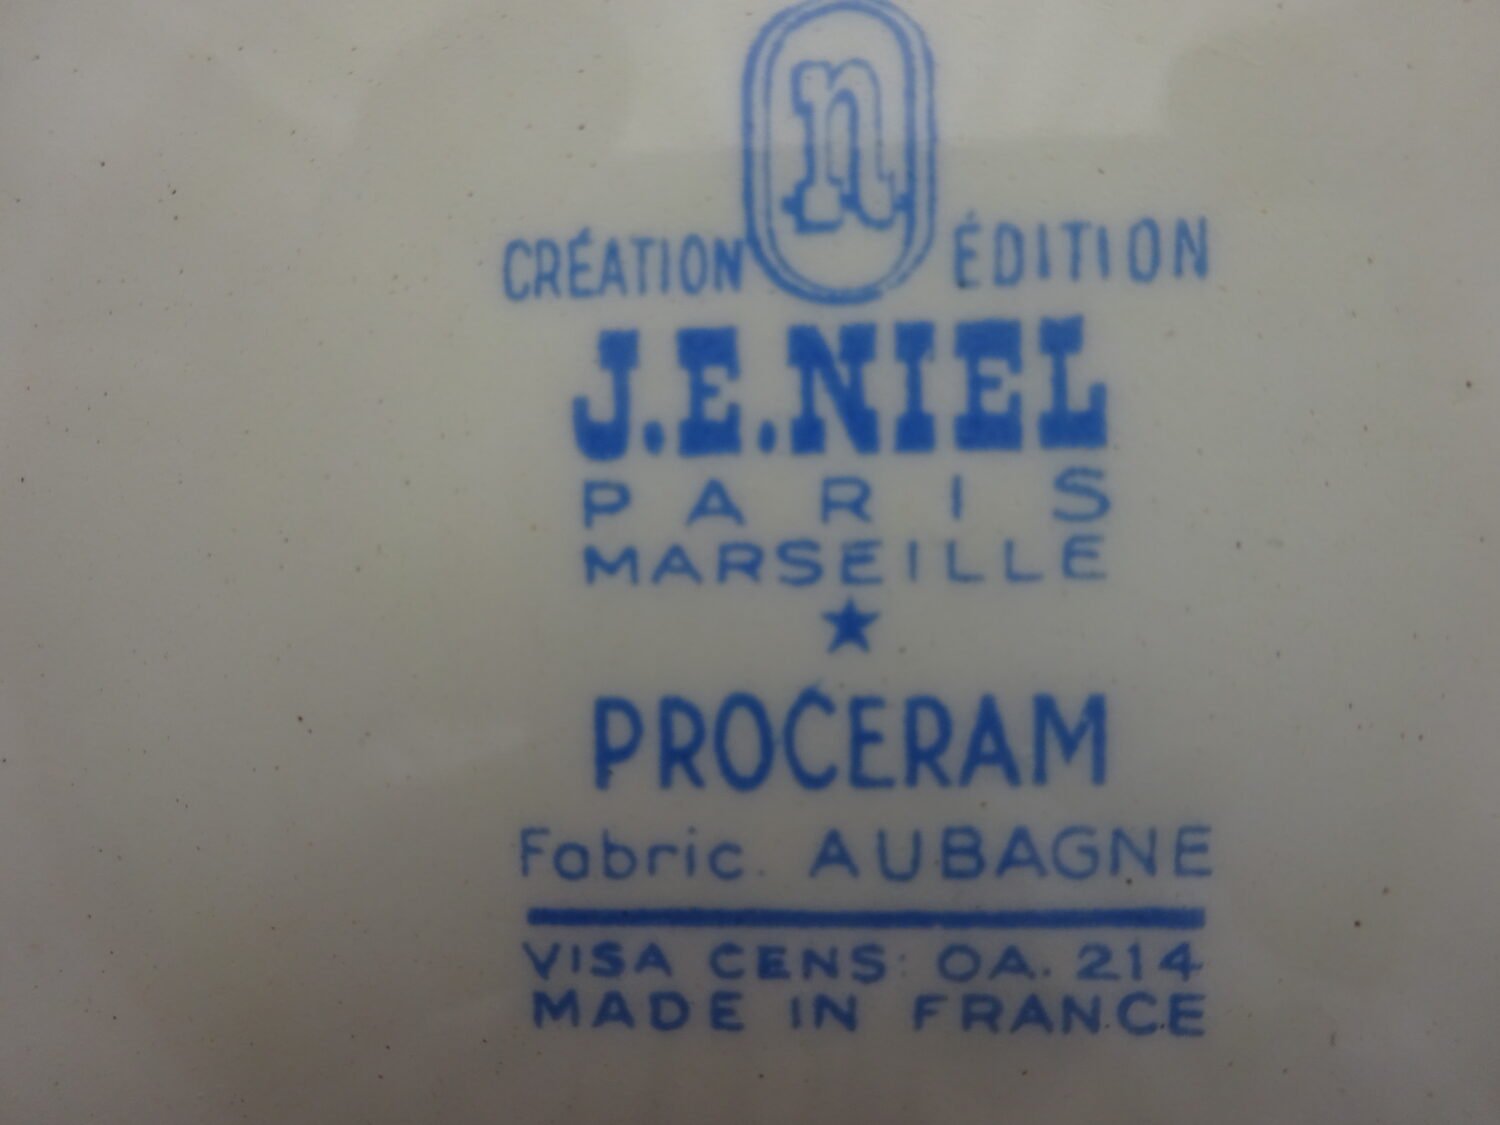 n
CRÉATION ÉDITION
J.E.NIEL
PARIS
MARSEILLE
PROCERAM
Fabric. AUBAGNE
VISA CENS: OA. 214
MADE IN FRANCE